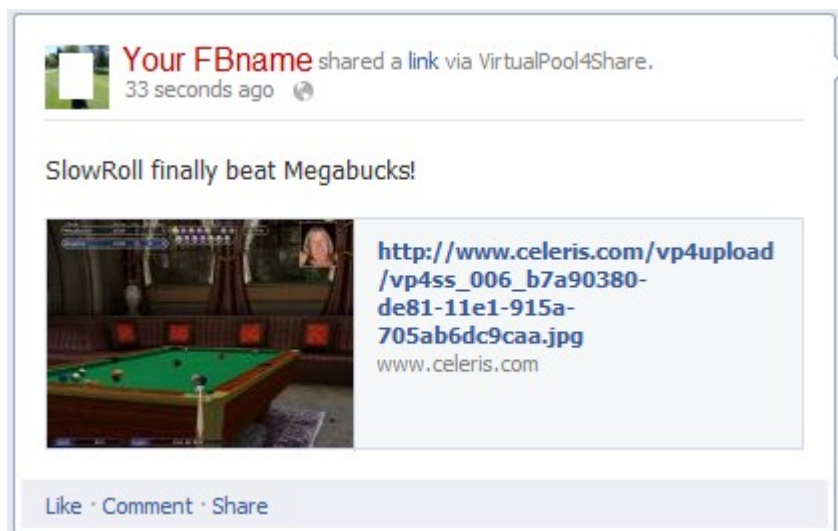 Your FBname shared a link via VirtualPool4Share.
33 seconds ago
SlowRoll finally beat Megabucks!
http://www.celeris.com/vp4upload
/vp4ss_006_b7a90380-
de81-11e1-915a-
705ab6dc9caa.jpg
www.celeris.com
Like · Comment · Share